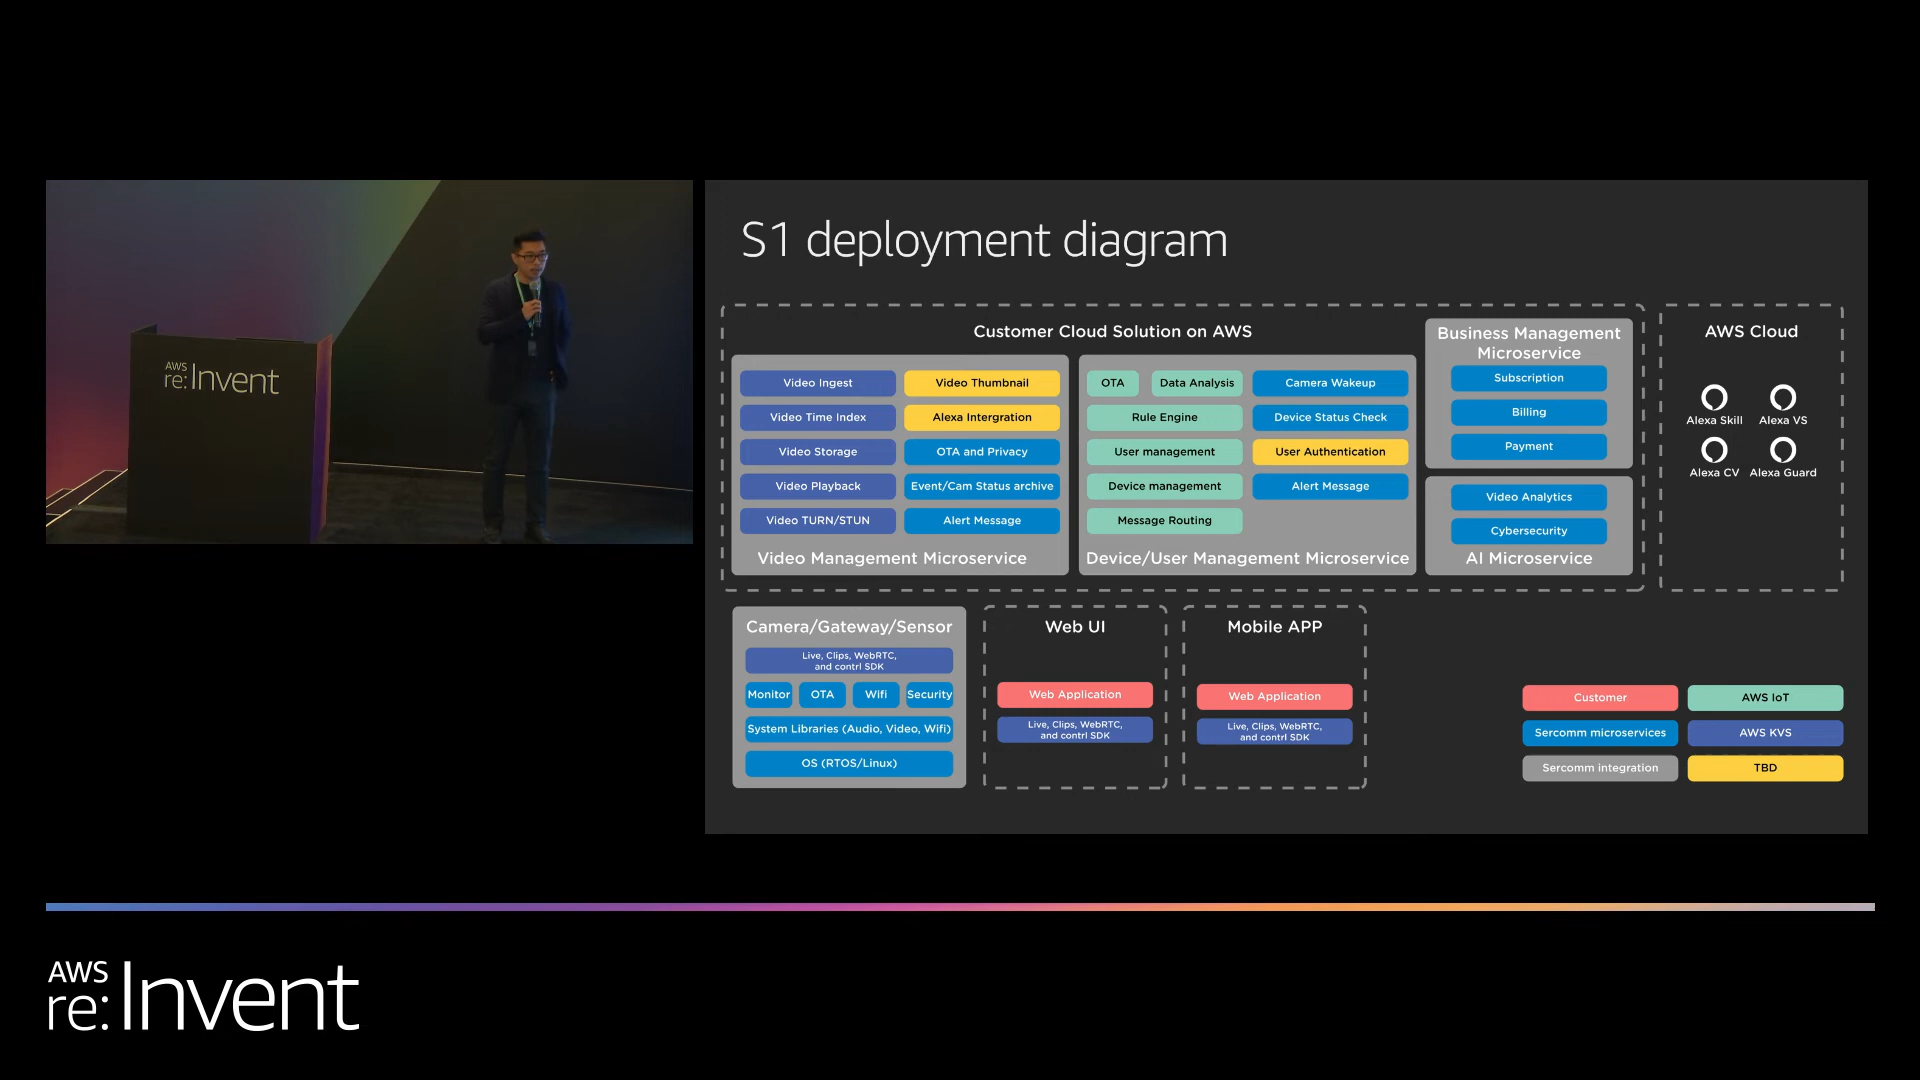 AWS
re:Invent
S1 deployment diagram
Customer Cloud Solution on AWS
Video Ingest
Video Time Index
Video Storage
Video Playback
Video TURN/STUN
Video Thumbnail
Alexa Intergration
OTA and Privacy
Event/Cam Status archive
Alert Message
Video Management Microservice
OTA
Data Analysis
Rule Engine
User management
Device management
Message Routing
Camera Wakeup
Device Status Check
User Authentication
Alert Message
Device/User Management Microservice
Business Management
Microservice
Subscription
Billing
Payment
Video Analytics
Cybersecurity
AI Microservice
AWS Cloud
Alexa Skill
Alexa VS
Alexa CV
Alexa Guard
Camera/Gateway/Sensor
Live, Clips, WebRTC,
and contrl SDK
Monitor
OTA
Wifi
Security
System Libraries (Audio, Video, Wifi)
OS (RTOS/Linux)
Web UI
Web Application
Live, Clips, WebRTC,
and contrl SDK
Mobile APP
Web Application
Live, Clips, WebRTC,
and contrl SDK
Customer
AWS IoT
Sercomm microservices
AWS KVS
Sercomm integration
TBD
AWS
re:Invent